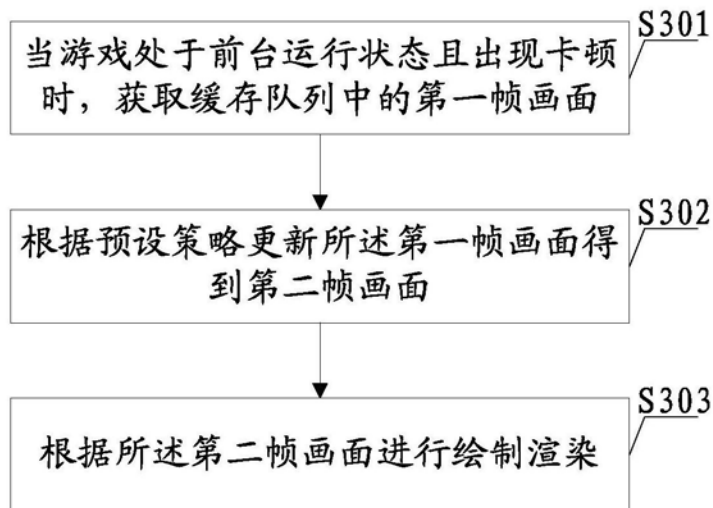 S301
当游戏处于前台运行状态且出现卡顿
时，获取缓存队列中的第一帧画面
S302
根据预设策略更新所述第一帧画面得
到第二帧画面
S303
根据所述第二帧画面进行绘制渲染